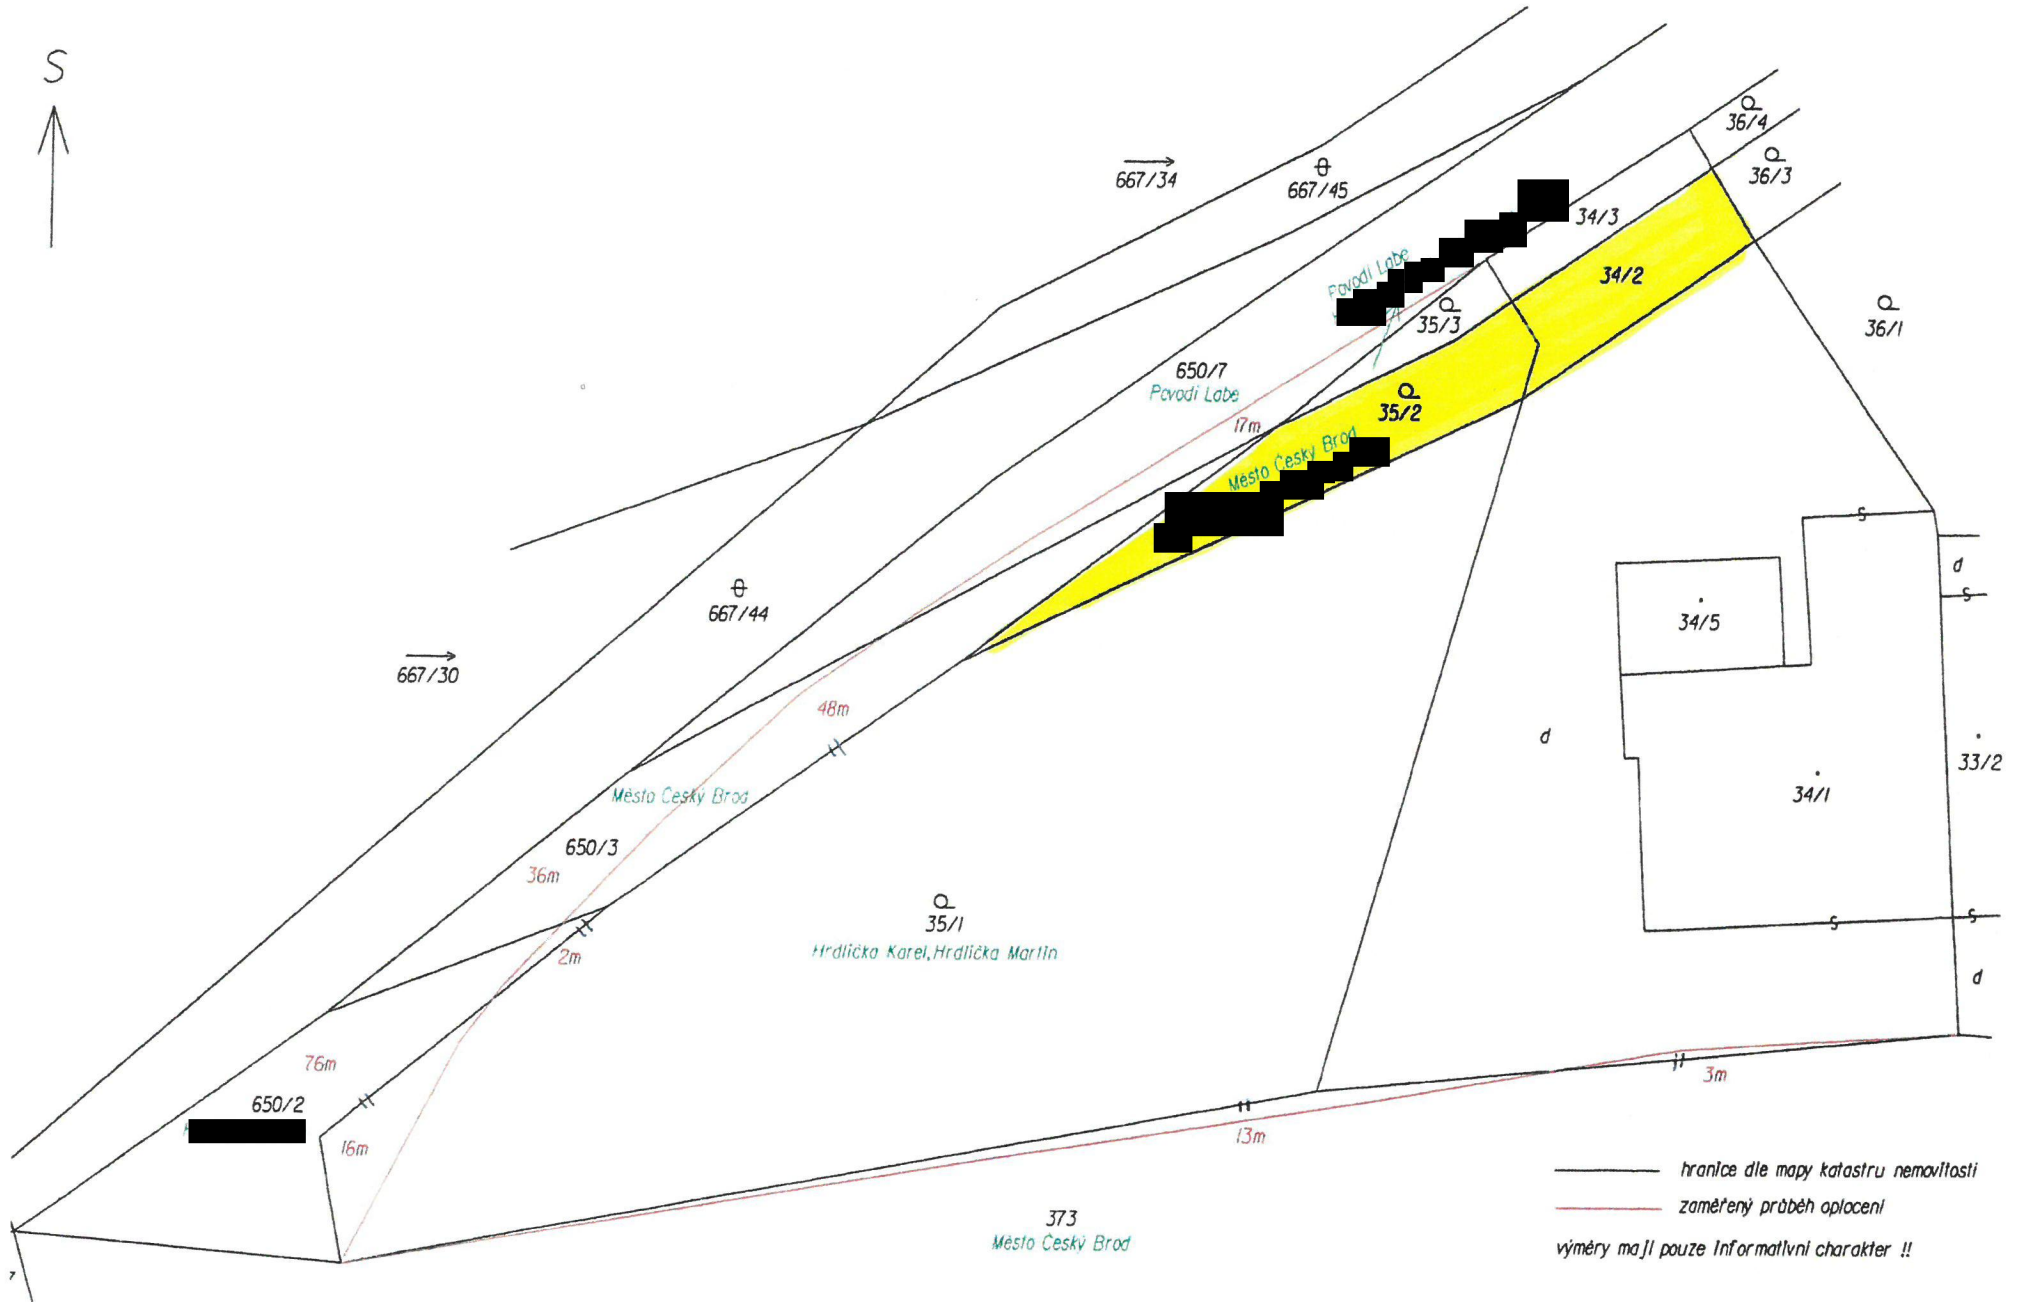 S
36/4
36/3
667/34
667/45
34/3
Povodí Labe
34/2
35/3
36/1
650/7
Povodí Labe
35/2
17m
Město Český Brod
d
667/44
34/5
667/30
48m
d
33/2
Město Český Brod
34/1
650/3
36m
35/1
Hrdlička Karel, Hrdlička Martin
2m
d
76m
3m
650/2
13m
16m
hranice dle mapy katastru nemovitostí
zaměřený průběh oplocení
373
Město Český Brod
výměry mají pouze informativní charakter !!